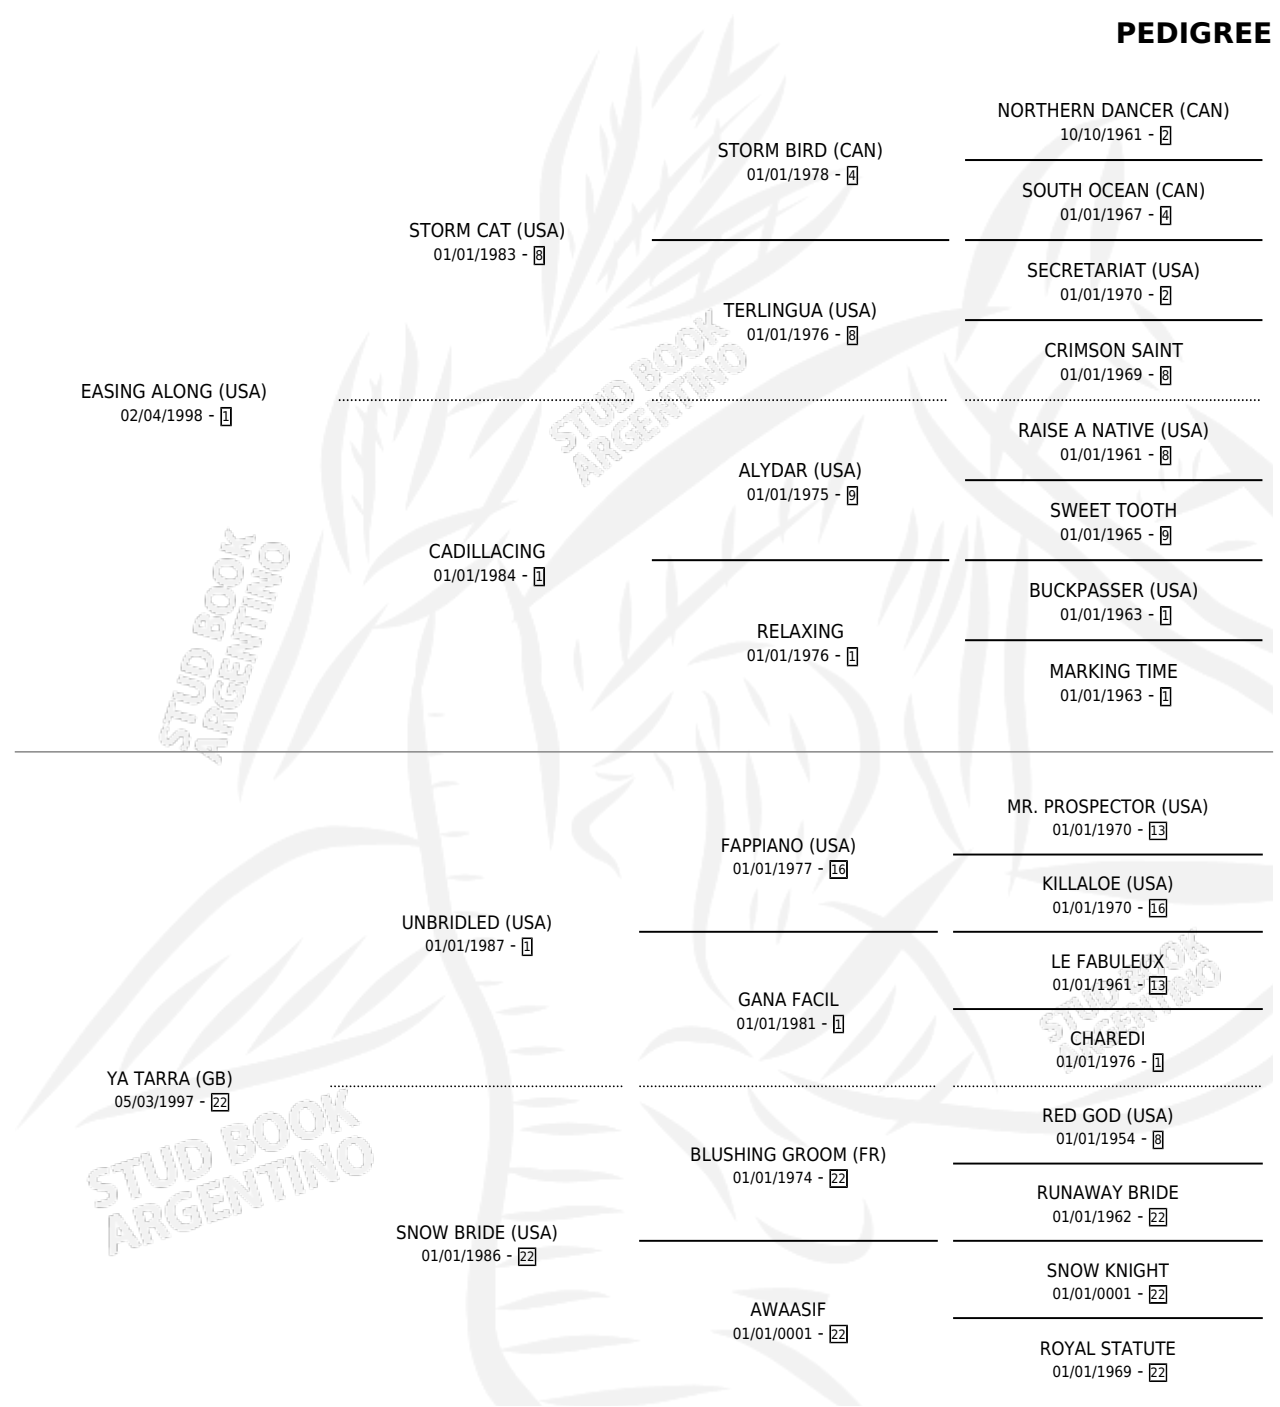 PEDIGREE
NORTHERN DANCER (CAN)
10/10/1961 - 2
STORM BIRD (CAN)
01/01/1978 - 4
SOUTH OCEAN (CAN)
01/01/1967 - 4
STORM CAT (USA)
01/01/1983 - 8
SECRETARIAT (USA)
01/01/1970 - 2
TERLINGUA (USA)
01/01/1976 - 8
CRIMSON SAINT
01/01/1969 - 8
EASING ALONG (USA)
02/04/1998 - 1
RAISE A NATIVE (USA)
01/01/1961 - 8
ALYDAR (USA)
01/01/1975 - 9
SWEET TOOTH
01/01/1965 - 9
CADILLACING
01/01/1984 - 1
BUCKPASSER (USA)
01/01/1963 - 1
RELAXING
01/01/1976 - 1
MARKING TIME
01/01/1963 - 1
STUD BOOK
ARGENTINO
STUD BOOK
ARGENTINO
MR. PROSPECTOR (USA)
01/01/1970 - 13
FAPPIANO (USA)
01/01/1977 - 16
KILLALOE (USA)
01/01/1970 - 16
UNBRIDLED (USA)
01/01/1987 - 1
LE FABULEUX
01/01/1961 - 13
GANA FACIL
01/01/1981 - 1
CHAREDI
01/01/1976 - 1
STUD BOOK
ARGENTINO
YA TARRA (GB)
05/03/1997 - 22
RED GOD (USA)
01/01/1954 - 8
BLUSHING GROOM (FR)
01/01/1974 - 22
RUNAWAY BRIDE
01/01/1962 - 22
STUD BOOK
ARGENTINO
SNOW BRIDE (USA)
01/01/1986 - 22
SNOW KNIGHT
01/01/0001 - 22
AWAASIF
01/01/0001 - 22
ROYAL STATUTE
01/01/1969 - 22